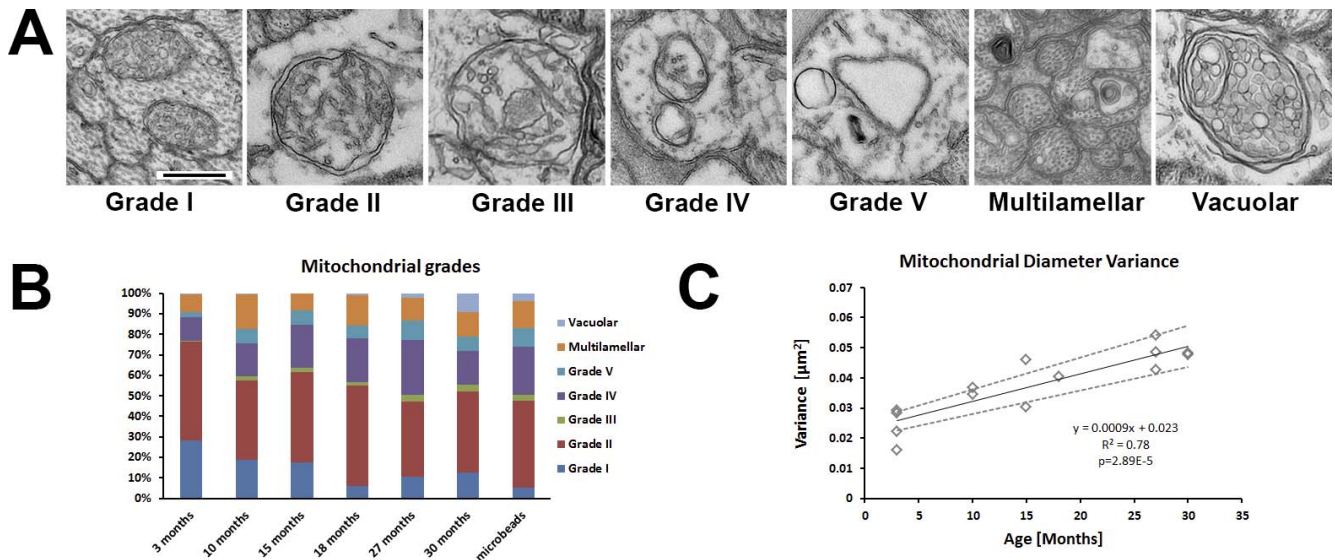 A
Grade I
Grade II
Grade III
Grade IV
Grade V
Multilamellar
Vacuolar
B
Mitochondrial grades
100%
90%
80%
70%
60%
50%
40%
30%
20%
10%
0%
3 months
10 months
15 months
18 months
27 months
30 months
microbeads
Vacuolar
Multilamellar
Grade V
Grade IV
Grade III
Grade II
Grade I
C
Mitochondrial Diameter Variance
Variance [µm²]
0.07
0.06
0.05
0.04
0.03
0.02
0.01
0
y = 0.0009x + 0.023
R² = 0.78
p=2.89E-5
0 5 10 15 20 25 30 35
Age [Months]